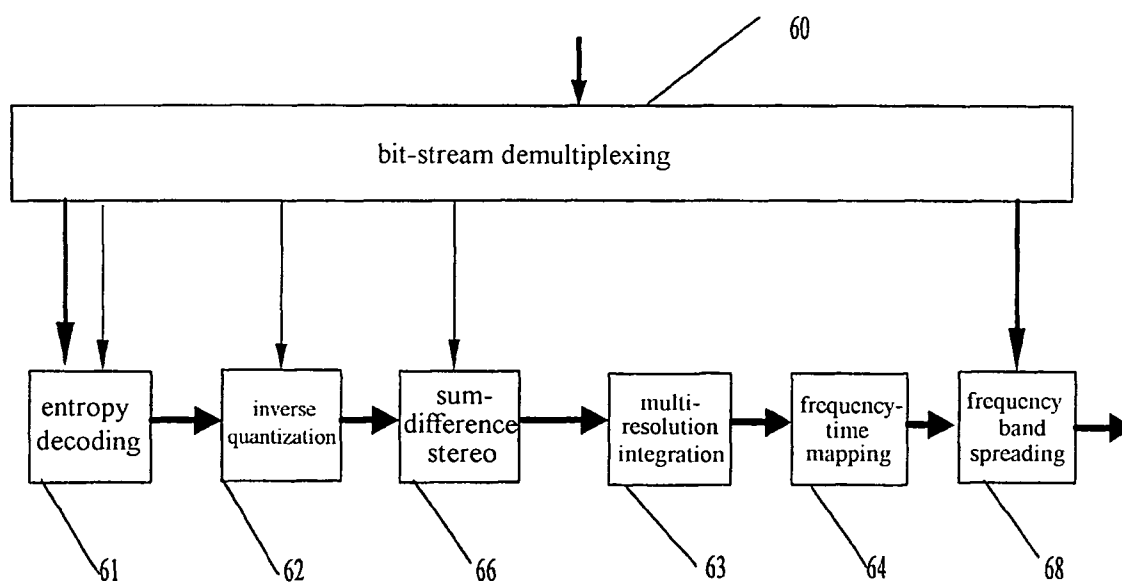 60
bit-stream demultiplexing
entropy
decoding
inverse
quantization
sum-
difference
stereo
multi-
resolution
integration
frequency-
time
mapping
frequency
band
spreading
61
62
66
63
64
68